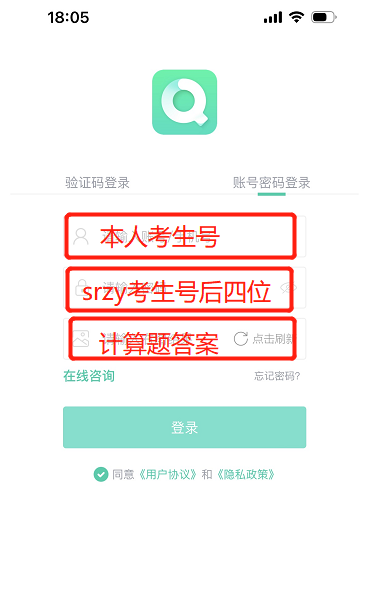 18:05
验证码登录 账号密码登录
本人考生号
srzy考生号后四位
计算题答案 点击刷新
在线咨询 忘记密码?
登录
同意《用户协议》和《隐私政策》